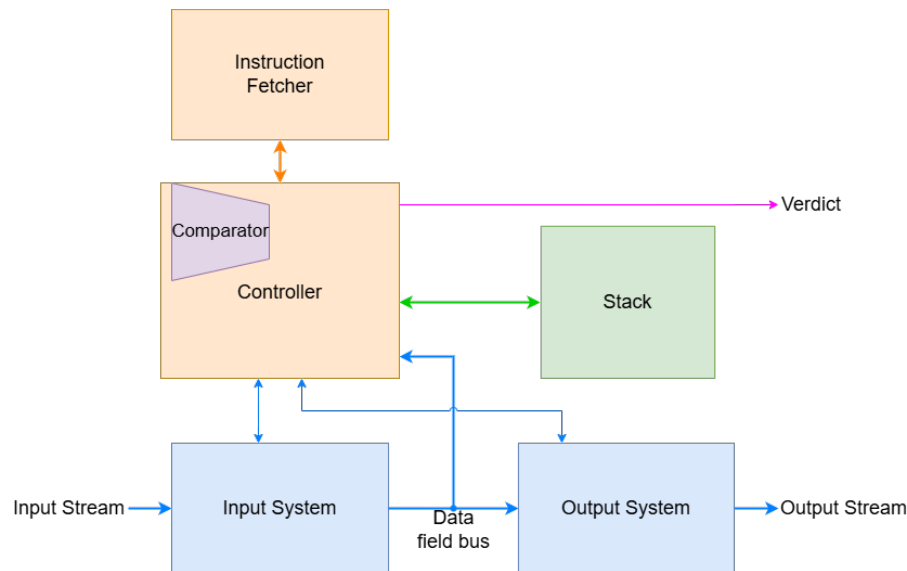 Instruction
Fetcher
Comparator
Controller
Verdict
Stack
Input Stream
Input System
Data
field bus
Output System
Output Stream